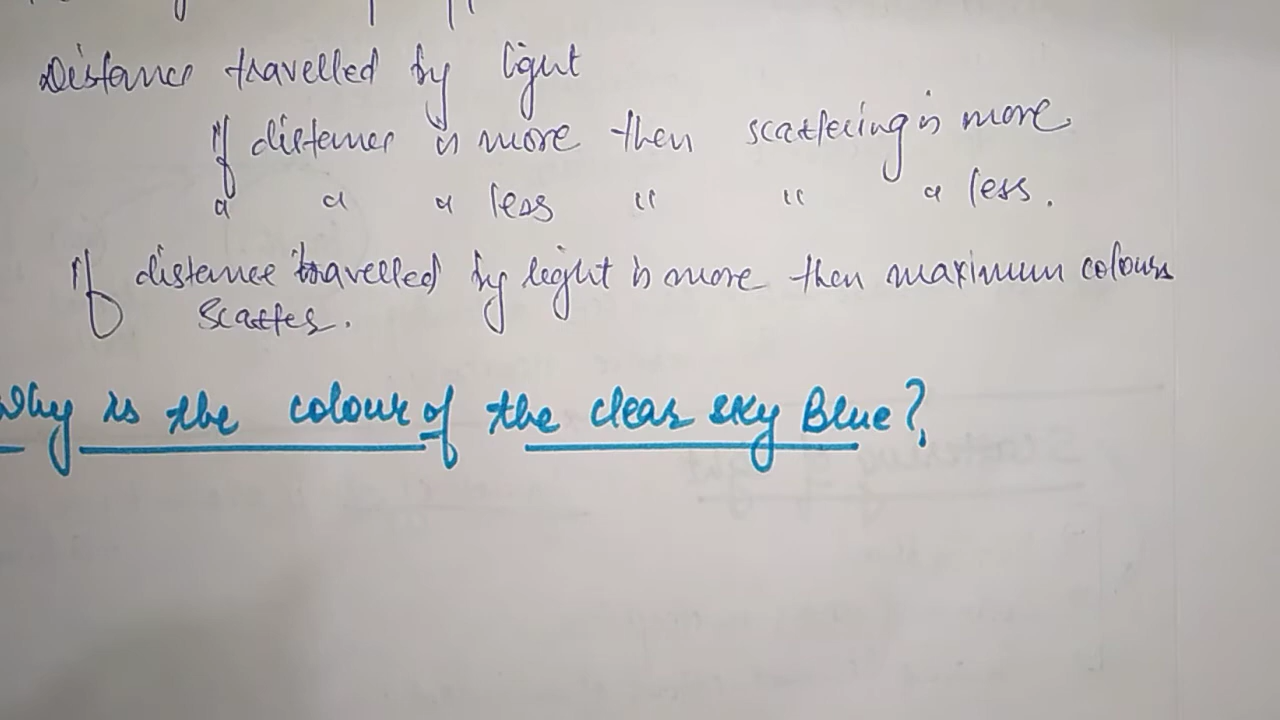 Distance travelled by light
If distance is more then scattering is more
" " " less " " " less.
If distance travelled by light is more then maximum colours
scatter.
Why is the colour of the clear sky Blue?